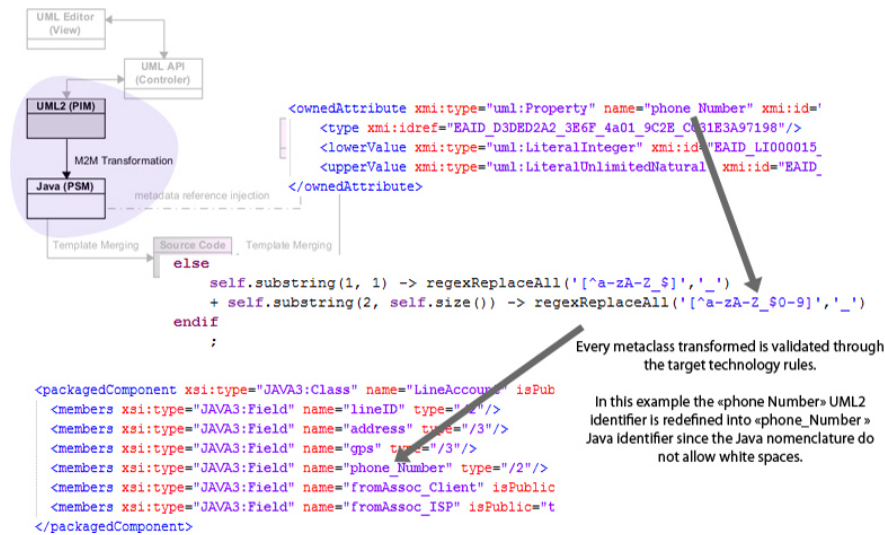 UML Editor
(View)
UML API
(Controler)
UML2 (PIM)
M2M Transformation
Java (PSM)
metadata reference injection
Template Merging
Source Code
Template Merging
<ownedAttribute xmi:type="uml:Property" name="phone Number" xmi:id='
<type xmi:idref="EAID_D3DED2A2_3E6F_4a01_9C2E_C031E3A97198"/>
<lowerValue xmi:type="uml:LiteralInteger" xmi:id="EAID_LI000015_
<upperValue xmi:type="uml:LiteralUnlimitedNatural" xmi:id="EAID_
</ownedAttribute>
else
self.substring(1, 1) -> regexReplaceAll('[^a-zA-Z_$]','_')
+ self.substring(2, self.size()) -> regexReplaceAll('[^a-zA-Z_$0-9]','_')
endif
;
Every metaclass transformed is validated through
the target technology rules.
In this example the «phone Number» UML2
identifier is redefined into «phone_Number »
Java identifier since the Java nomenclature do
not allow white spaces.
<packagedComponent xsi:type="JAVA3:Class" name="LineAccount" isPub
<members xsi:type="JAVA3:Field" name="lineID" type="/2"/>
<members xsi:type="JAVA3:Field" name="address" type="/3"/>
<members xsi:type="JAVA3:Field" name="gps" type="/3"/>
<members xsi:type="JAVA3:Field" name="phone_Number" type="/2"/>
<members xsi:type="JAVA3:Field" name="fromAssoc_Client" isPublic
<members xsi:type="JAVA3:Field" name="fromAssoc_ISP" isPublic="t
</packagedComponent>